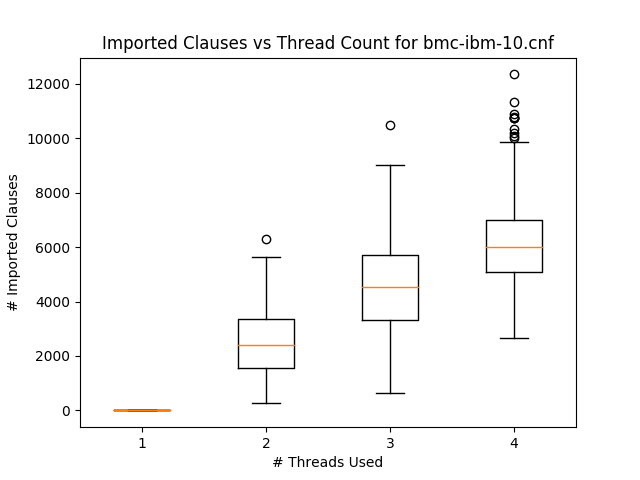 Imported Clauses vs Thread Count for bmc-ibm-10.cnf
12000
10000
8000
6000
4000
2000
0
# Imported Clauses
1 2 3 4
# Threads Used